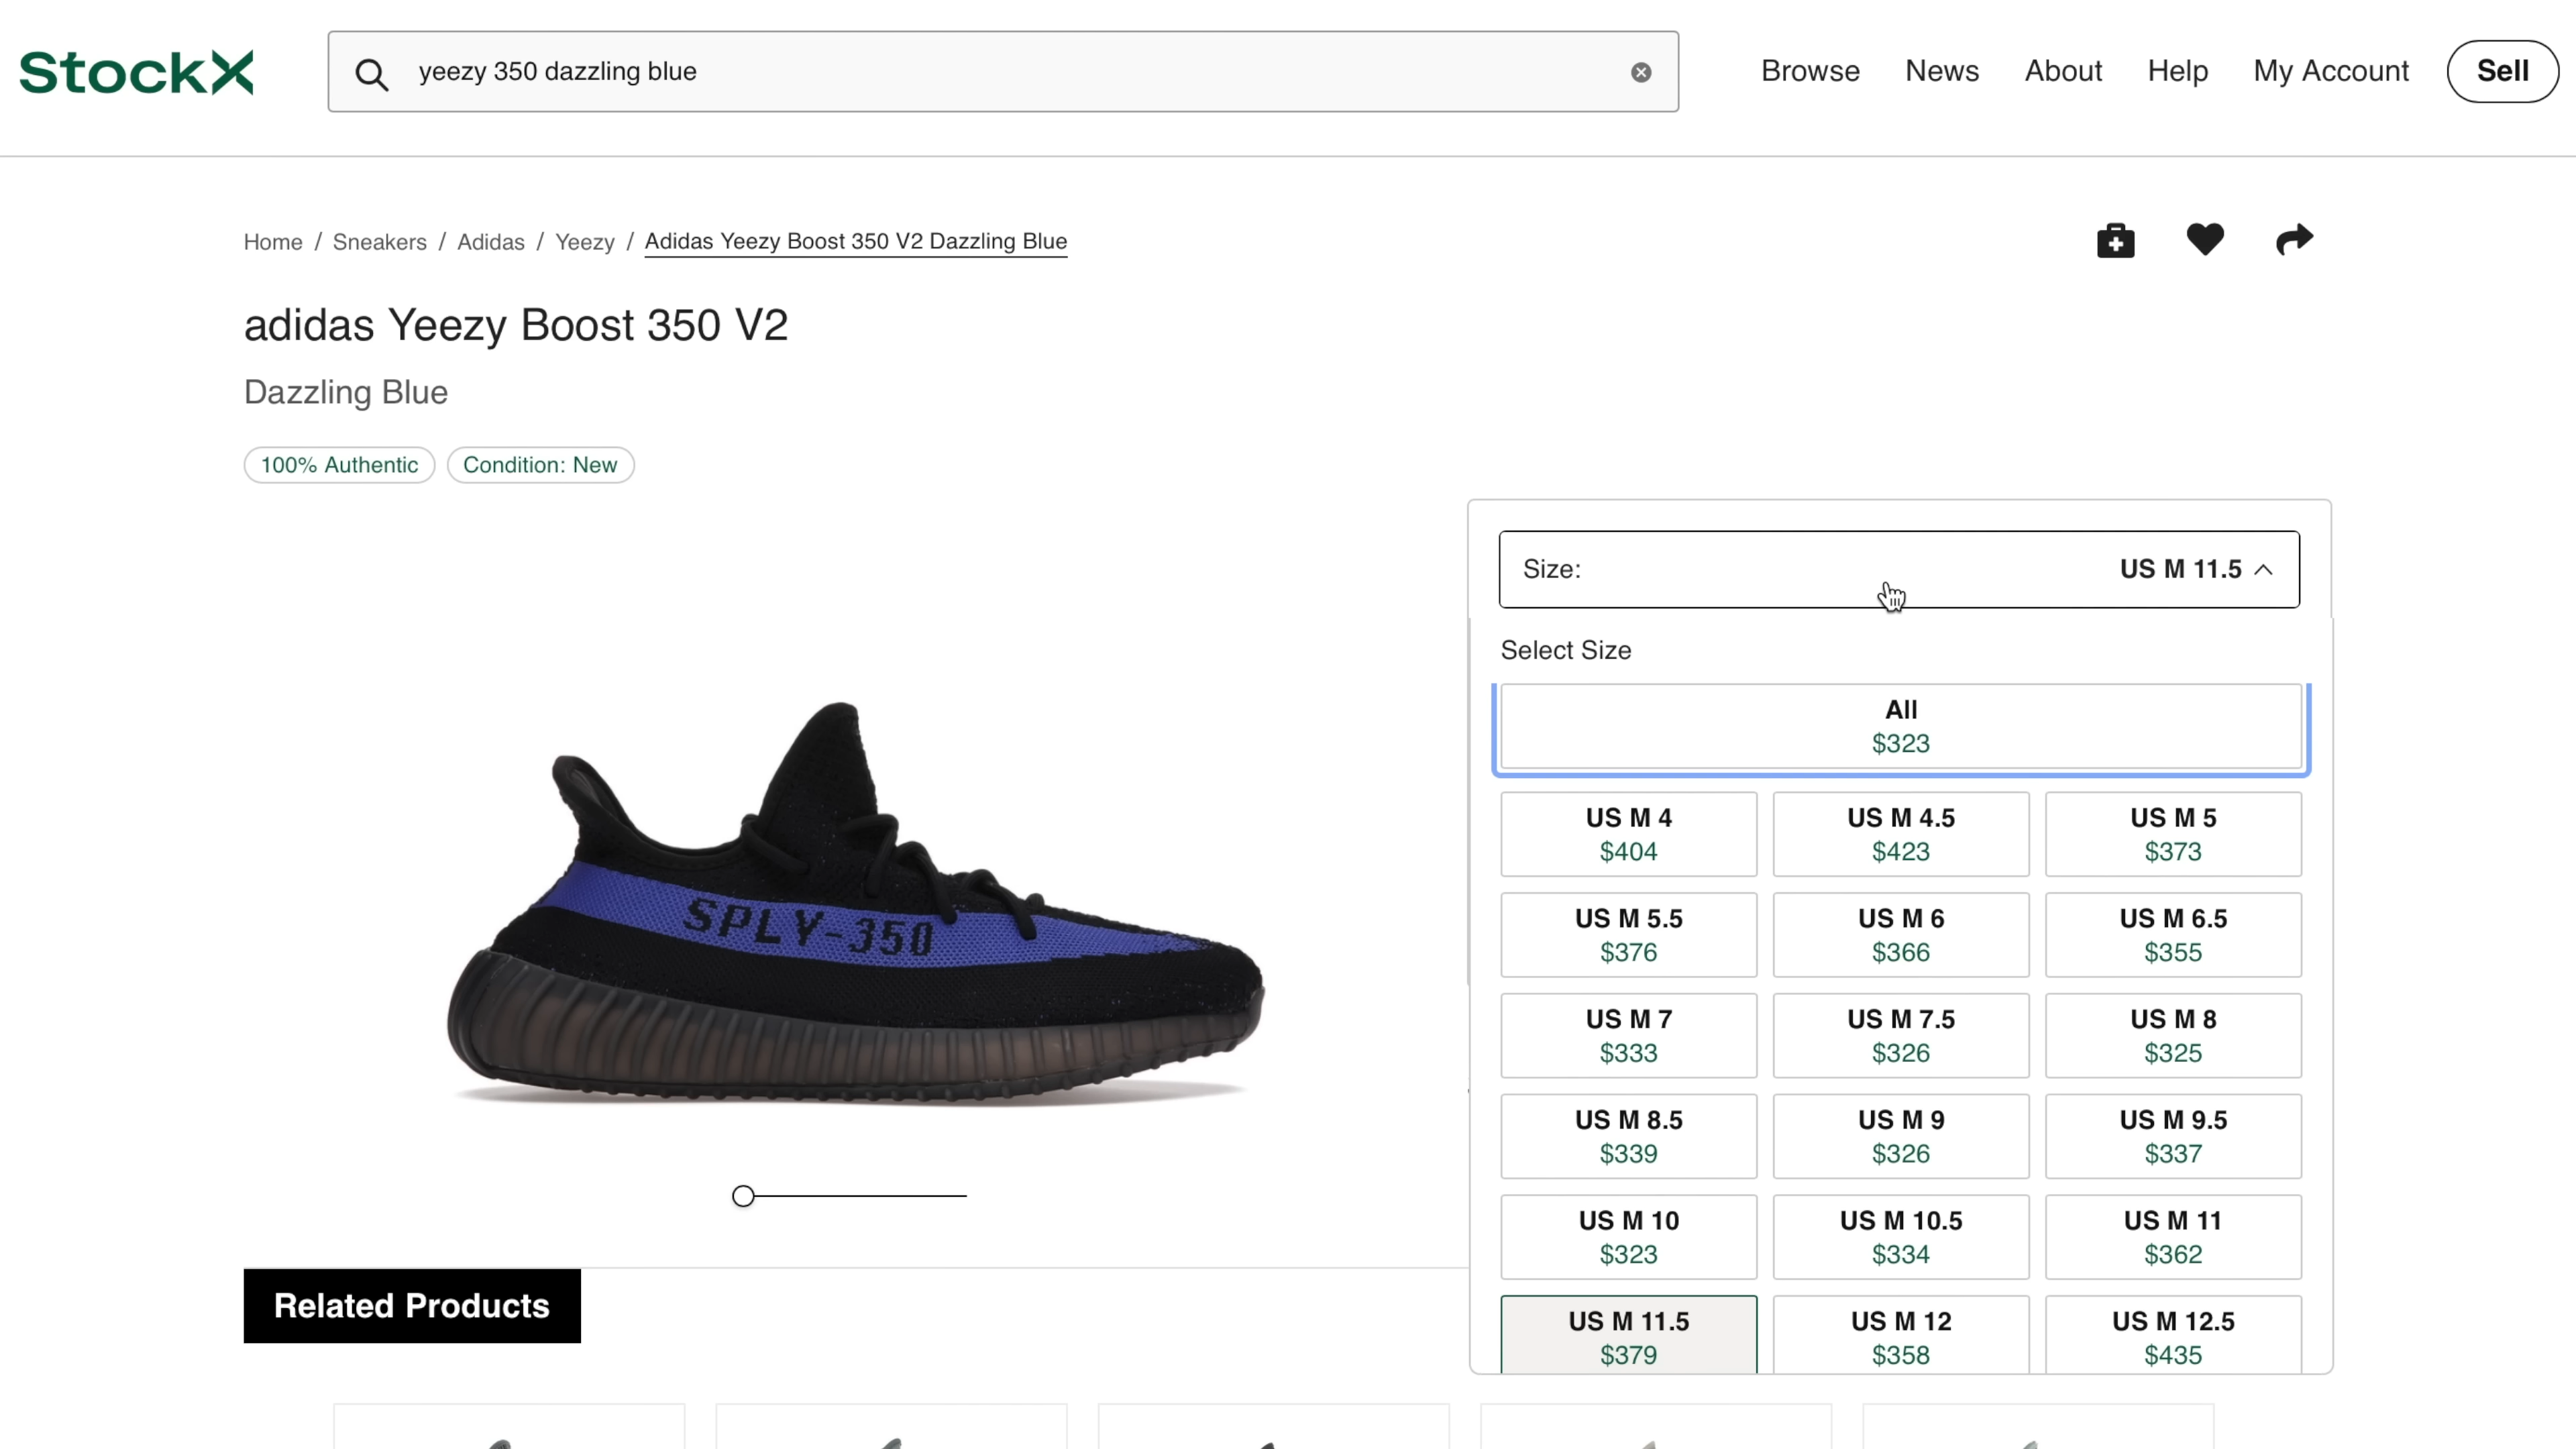 StockX
yeezy 350 dazzling blue
Browse
News
About
Help
My Account
Sell
Home / Sneakers / Adidas / Yeezy / Adidas Yeezy Boost 350 V2 Dazzling Blue
adidas Yeezy Boost 350 V2
Dazzling Blue
100% Authentic
Condition: New
SPLY-350
Size:
US M 11.5
Select Size
All
$323
US M 4
$404
US M 4.5
$423
US M 5
$373
US M 5.5
$376
US M 6
$366
US M 6.5
$355
US M 7
$333
US M 7.5
$326
US M 8
$325
US M 8.5
$339
US M 9
$326
US M 9.5
$337
US M 10
$323
US M 10.5
$334
US M 11
$362
US M 11.5
$379
US M 12
$358
US M 12.5
$435
Related Products